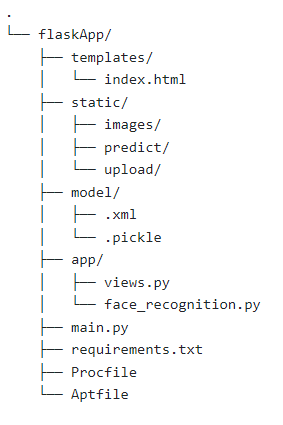 .
└── flaskApp/
    ├── templates/
    │   └── index.html
    ├── static/
    │   ├── images/
    │   ├── predict/
    │   └── upload/
    ├── model/
    │   ├── .xml
    │   └── .pickle
    ├── app/
    │   ├── views.py
    │   └── face_recognition.py
    ├── main.py
    ├── requirements.txt
    ├── Procfile
    └── Aptfile